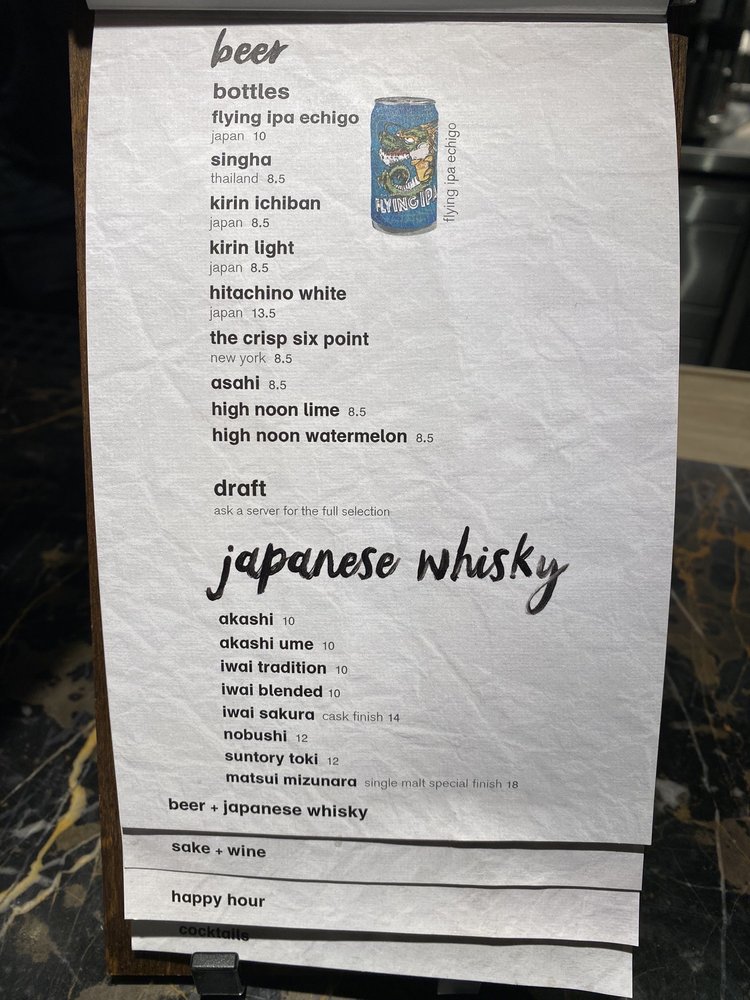 beer
bottles
flying ipa echigo
japan 10
FLYING IPA
flying ipa echigo
singha
thailand 8.5
kirin ichiban
japan 8.5
kirin light
japan 8.5
hitachino white
japan 13.5
the crisp six point
new york 8.5
asahi 8.5
high noon lime 8.5
high noon watermelon 8.5
draft
ask a server for the full selection
japanese whisky
akashi 10
akashi ume 10
iwai tradition 10
iwai blended 10
iwai sakura cask finish 14
nobushi 12
suntory toki 12
matsui mizunara single malt special finish 18
beer + japanese whisky
sake + wine
happy hour
cocktails